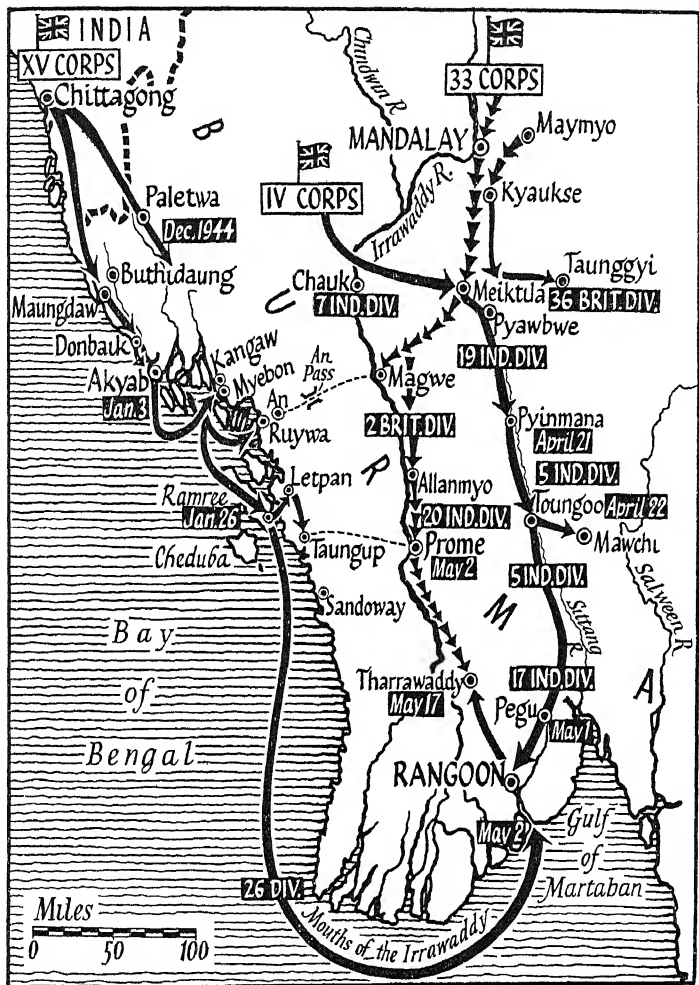 INDIA
XV CORPS
Chittagong
Chindwin R.
33 CORPS
MANDALAY
Maymyo
BURMA
IV CORPS
Irrawaddy R.
Kyaukse
Paletwa
Dec. 1944
Buthidaung
Maungdaw
Chauk
7 IND. DIV.
Meiktila
Taunggyi
36 BRIT. DIV.
Pyawbwe
Donbaik
Akyab
Jan. 3
Kangaw
Myebon
An
An
Pass
Ruywa
Magwe
19 IND. DIV.
2 BRIT. DIV.
Pyinmana
April 21
5 IND. DIV.
Letpan
Allanmyo
20 IND. DIV.
Toungoo
April 22
Ramree
Jan. 26
Cheduba
Taungup
Prome
May 2
Mawchi
5 IND. DIV.
Sandoway
Sittang
R.
Salween R.
Bay
of
Bengal
Tharrawaddy
May 17
17 IND. DIV.
Pegu
May 1
RANGOON
May 2
Gulf
of
Martaban
26 DIV.
Mouths of the Irrawaddy
Miles
0 50 100